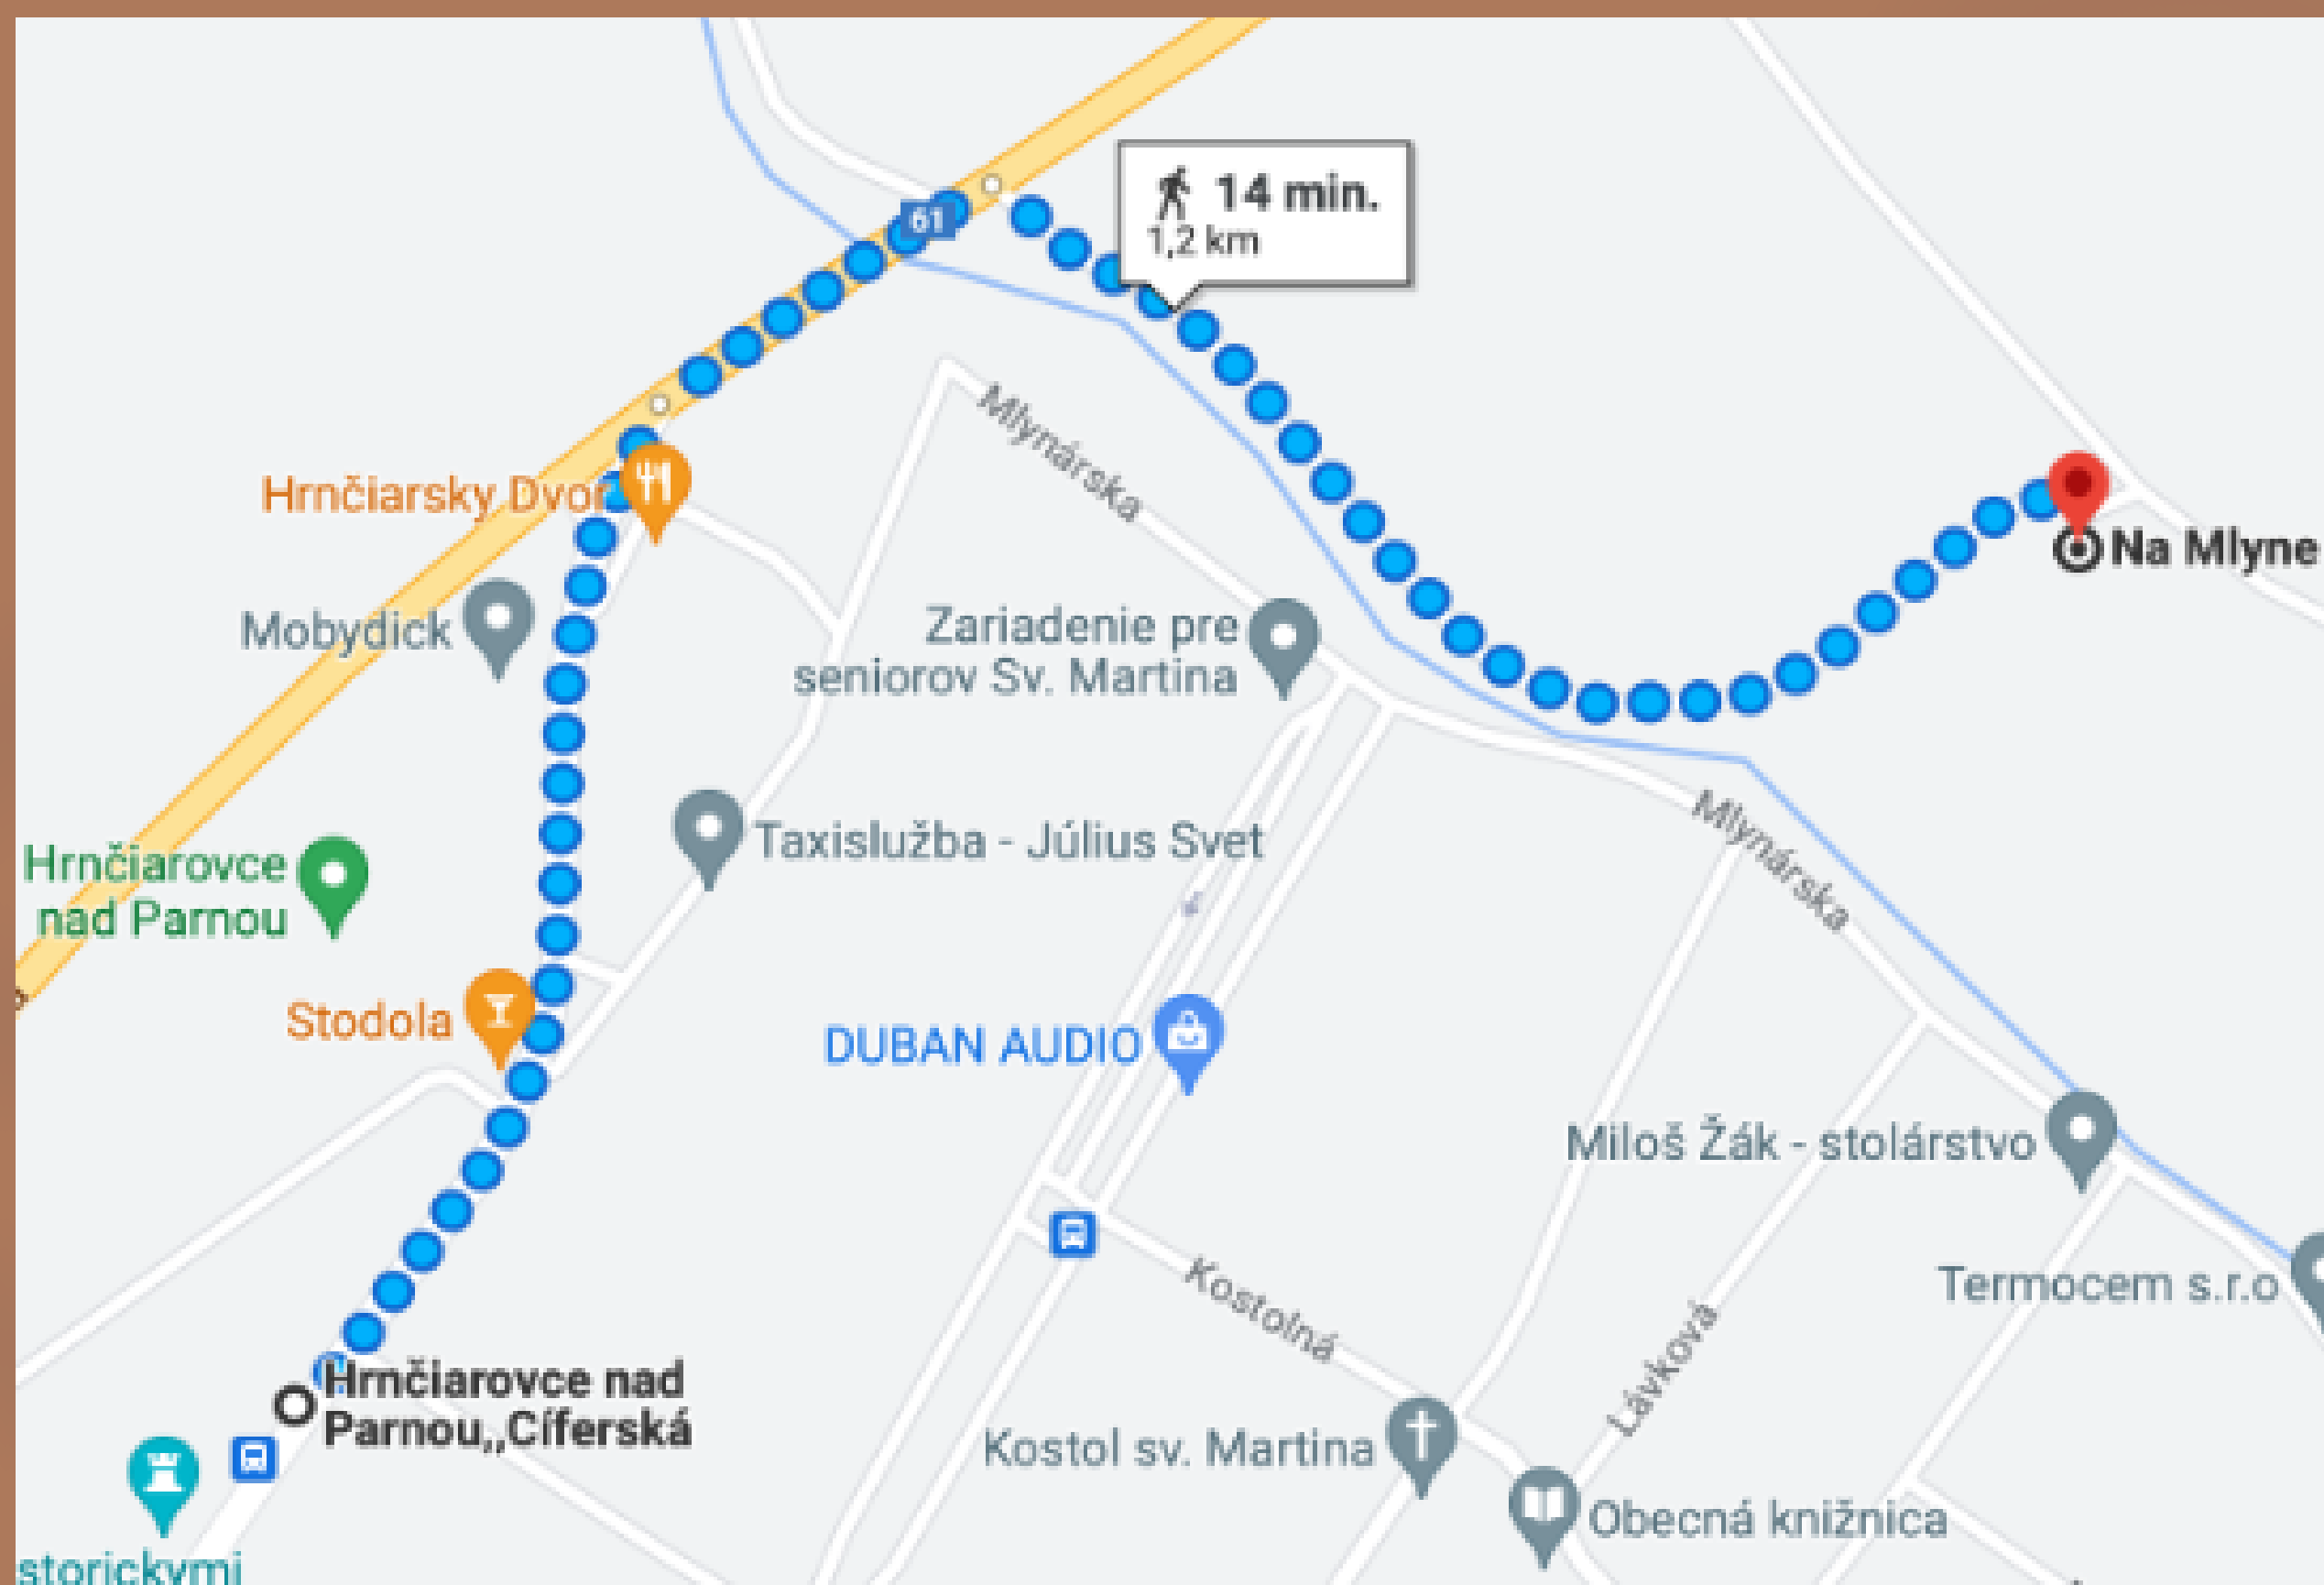 14 min.
1,2 km
61
Mlynárska
Hrnčiarsky Dvor
Na Mlyne
Mobydick
Zariadenie pre
seniorov Sv. Martina
Taxislužba - Július Svet
Mlynárska
Hrnčiarovce
nad Parnou
Stodola
DUBAN AUDIO
Miloš Žák - stolárstvo
Kostolná
Termocem s.r.o
Lávková
Hrnčiarovce nad
Parnou,,Cíferská
Kostol sv. Martina
Obecná knižnica
storickymi